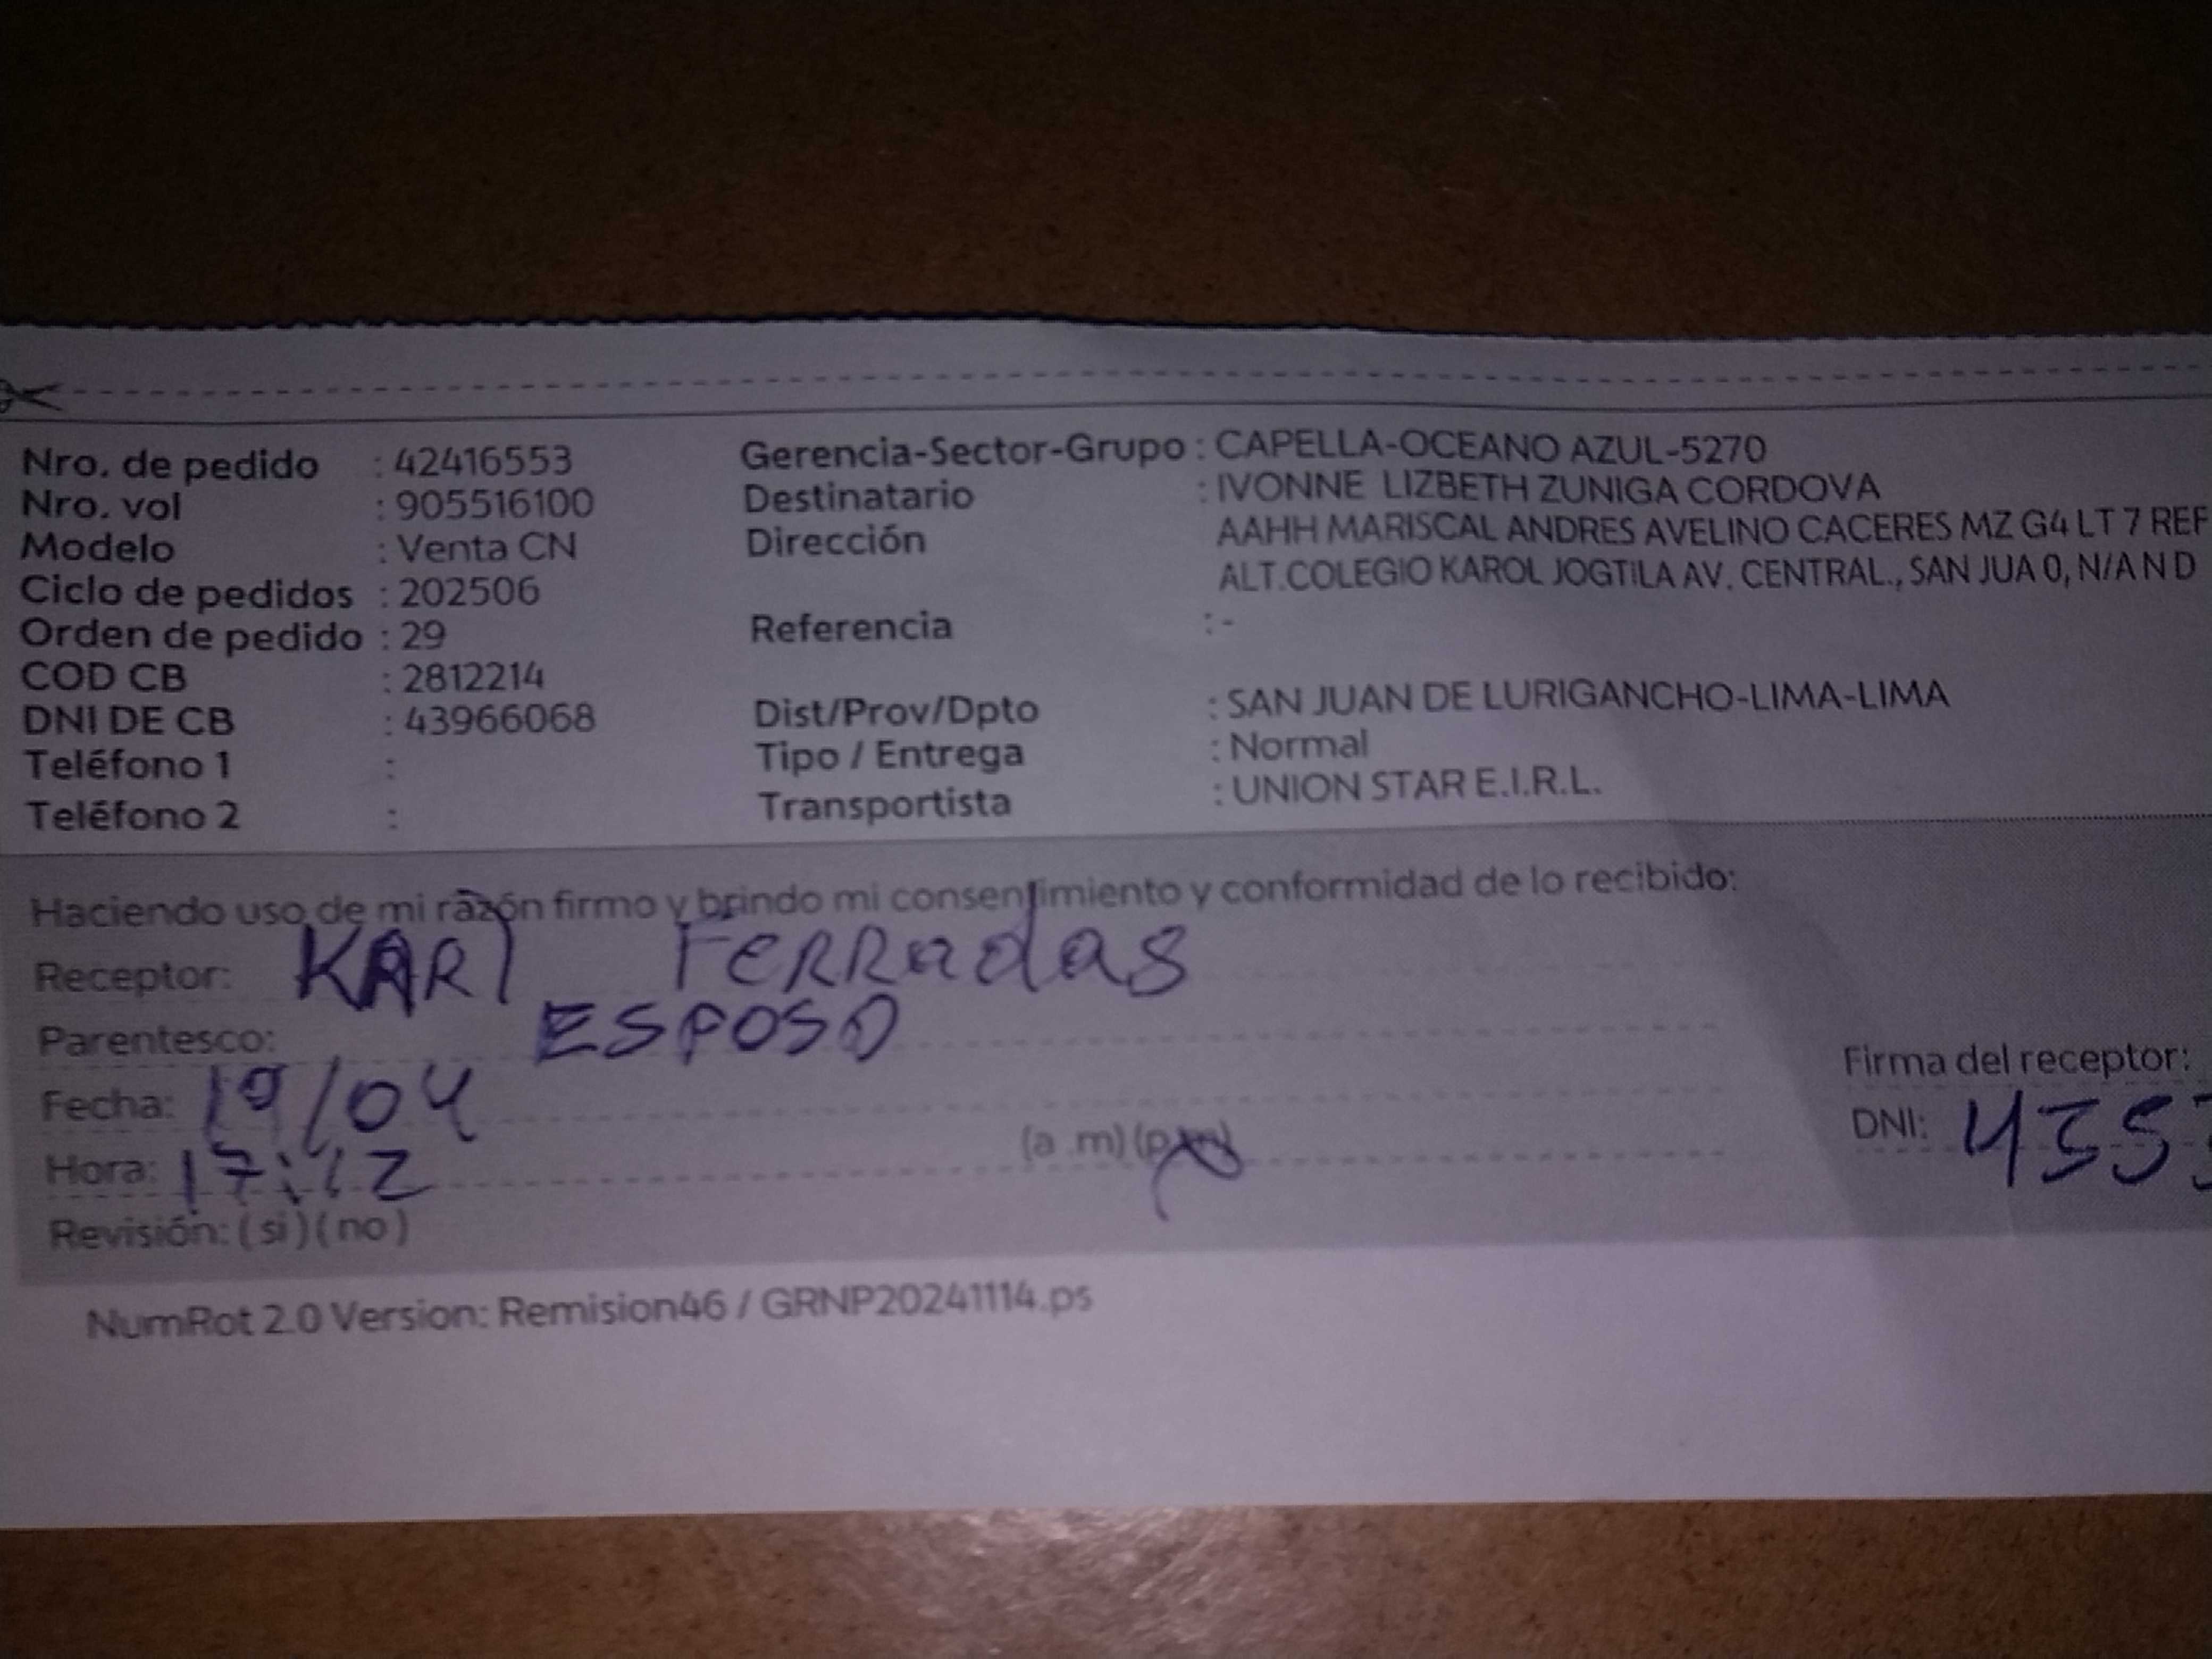 Nro. de pedido : 42416553
Nro. vol : 905516100
Modelo : Venta CN
Ciclo de pedidos : 202506
Orden de pedido : 29
COD CB : 2812214
DNI DE CB : 43966068
Teléfono 1 :
Teléfono 2 :
Gerencia-Sector-Grupo : CAPELLA-OCEANO AZUL-5270
Destinatario : IVONNE LIZBETH ZUNIGA CORDOVA
Dirección AAHH MARISCAL ANDRES AVELINO CACERES MZ G4 LT 7 REF
ALT.COLEGIO KAROL JOGTILA AV. CENTRAL., SAN JUA 0, N/A N D
Referencia : -
Dist/Prov/Dpto : SAN JUAN DE LURIGANCHO-LIMA-LIMA
Tipo / Entrega : Normal
Transportista : UNION STAR E.I.R.L.
Haciendo uso de mi razón firmo y brindo mi consentimiento y conformidad de lo recibido:
Receptor: KARl Ferradas
Parentesco: ESPOSO
Fecha: 19/04
Hora: 17:12 (a .m) (p.m)
Revisión: ( si ) ( no )
Firma del receptor:
DNI: 435
NumRot 2.0 Version: Remision46 / GRNP20241114.ps